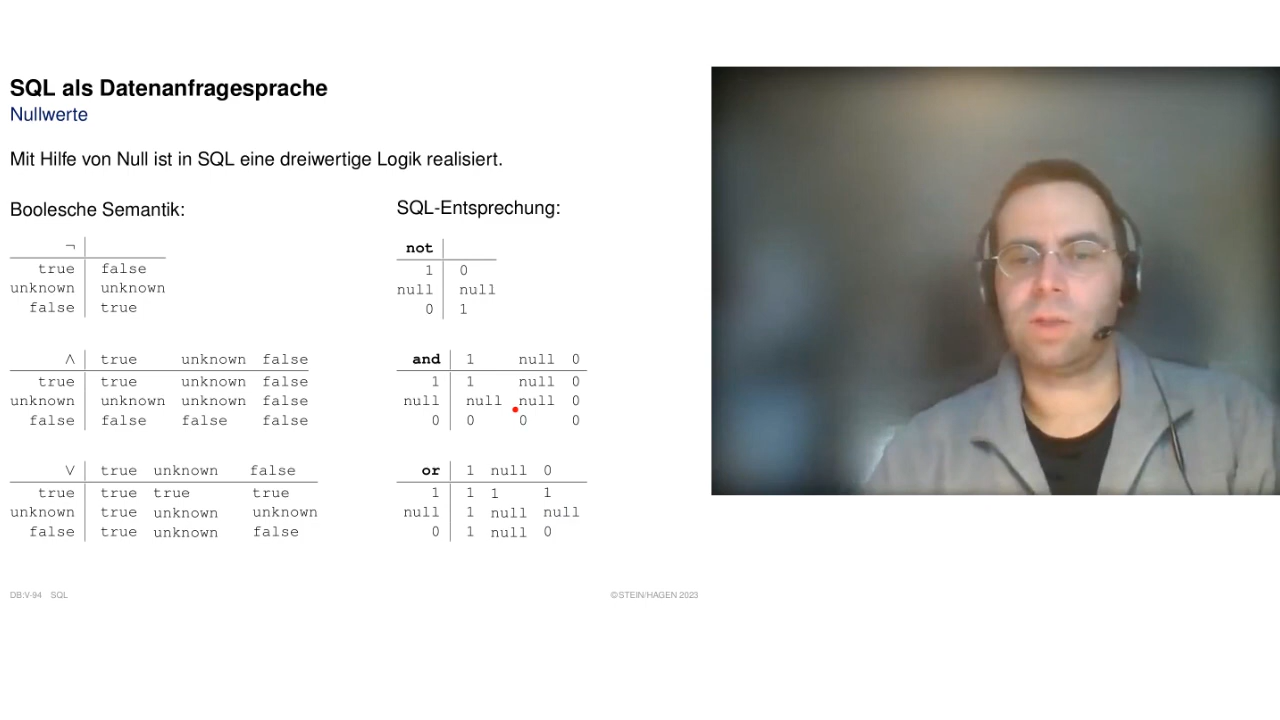 SQL als Datenanfragesprache
Nullwerte
Mit Hilfe von Null ist in SQL eine dreiwertige Logik realisiert.
Boolesche Semantik:
¬
true false
unknown unknown
false true
∧ true unknown false
true true unknown false
unknown unknown unknown false
false false false false
∨ true unknown false
true true true true
unknown true unknown unknown
false true unknown false
SQL-Entsprechung:
not
1 0
null null
0 1
and 1 null 0
1 1 null 0
null null null 0
0 0 0 0
or 1 null 0
1 1 1 1
null 1 null null
0 1 null 0
DB:V-94 SQL
©STEIN/HAGEN 2023